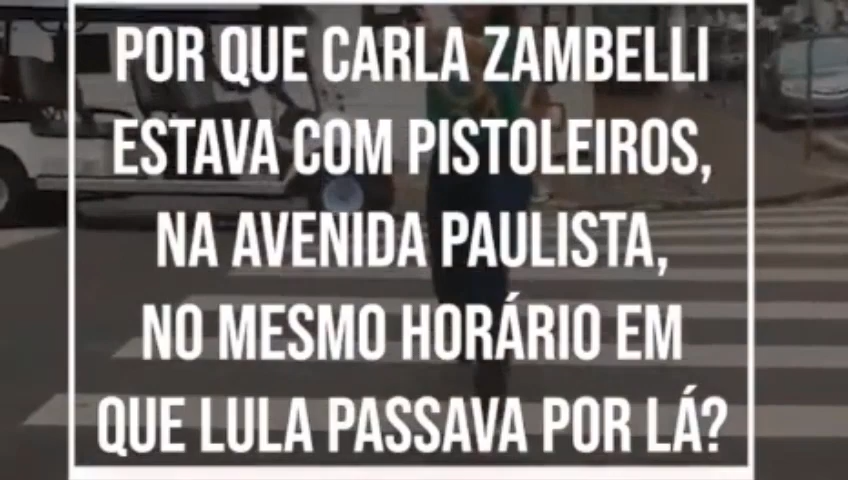 POR QUE CARLA ZAMBELLI
ESTAVA COM PISTOLEIROS,
NA AVENIDA PAULISTA,
NO MESMO HORÁRIO EM
QUE LULA PASSAVA POR LÁ?